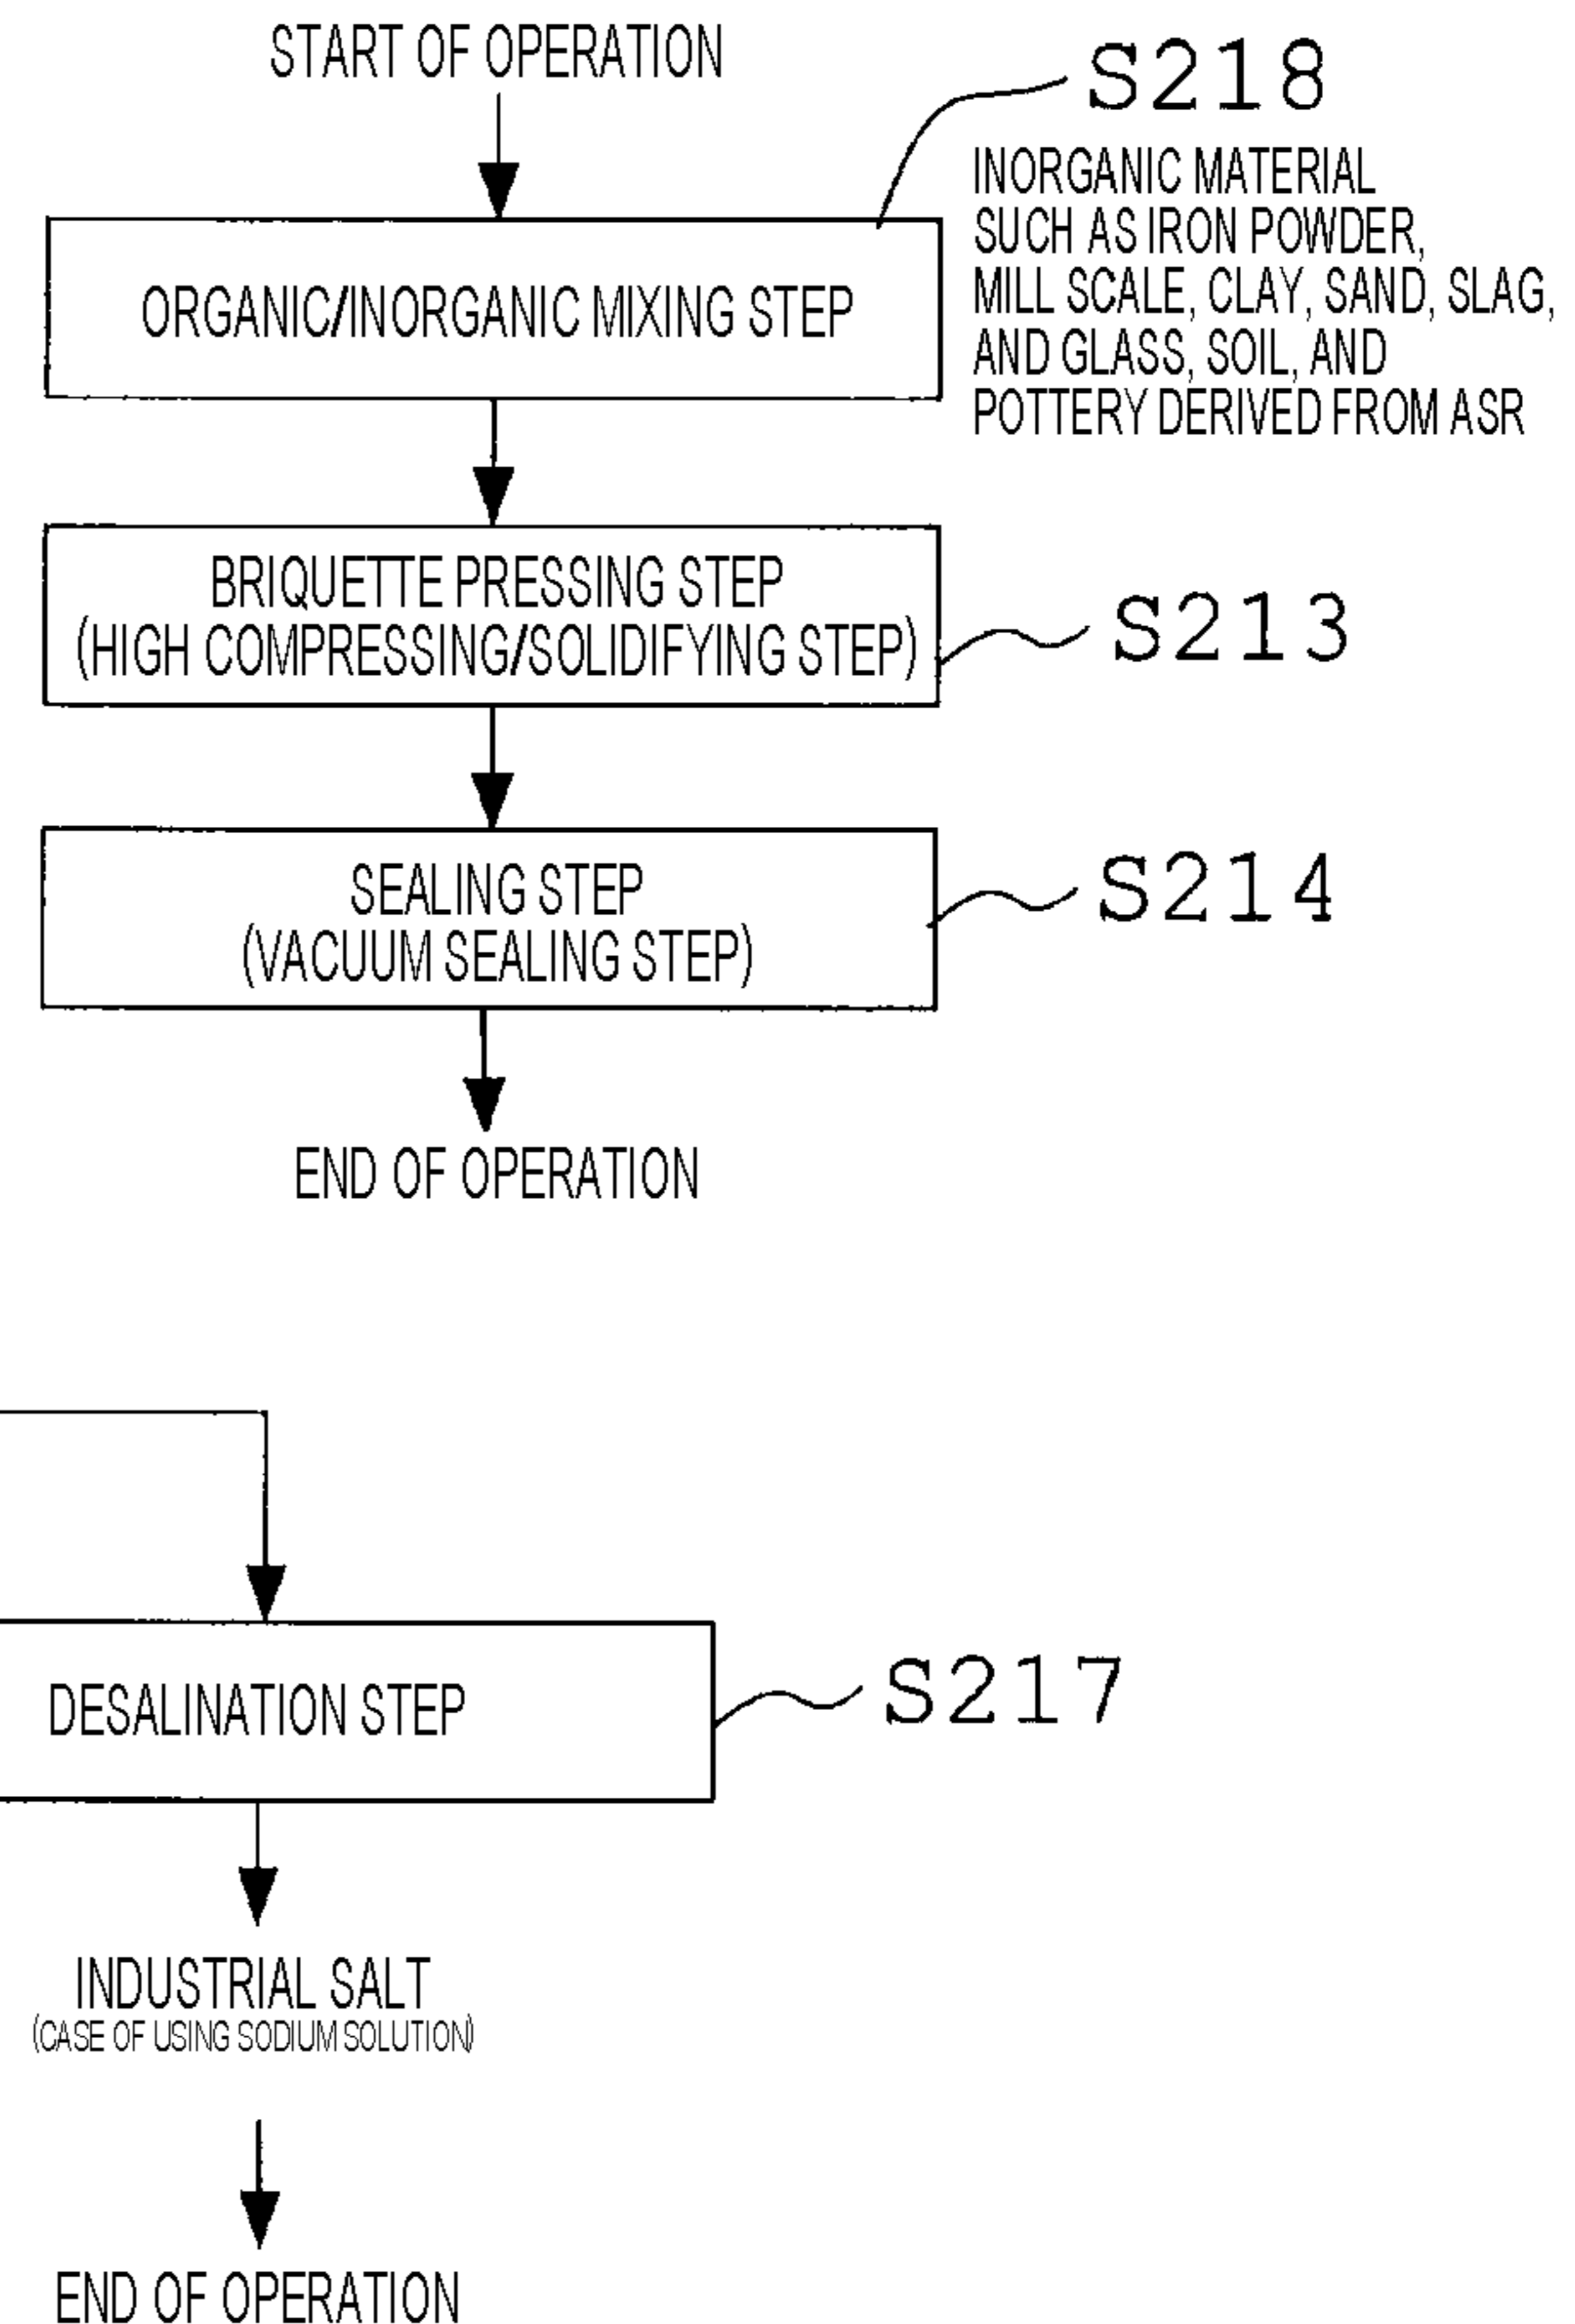 START OF OPERATION
S218
INORGANIC MATERIAL
SUCH AS IRON POWDER,
MILL SCALE, CLAY, SAND, SLAG,
AND GLASS, SOIL, AND
POTTERY DERIVED FROM ASR
ORGANIC/INORGANIC MIXING STEP
BRIQUETTE PRESSING STEP
(HIGH COMPRESSING/SOLIDIFYING STEP)
S213
SEALING STEP
(VACUUM SEALING STEP)
S214
END OF OPERATION
DESALINATION STEP
S217
INDUSTRIAL SALT
(CASE OF USING SODIUM SOLUTION)
END OF OPERATION